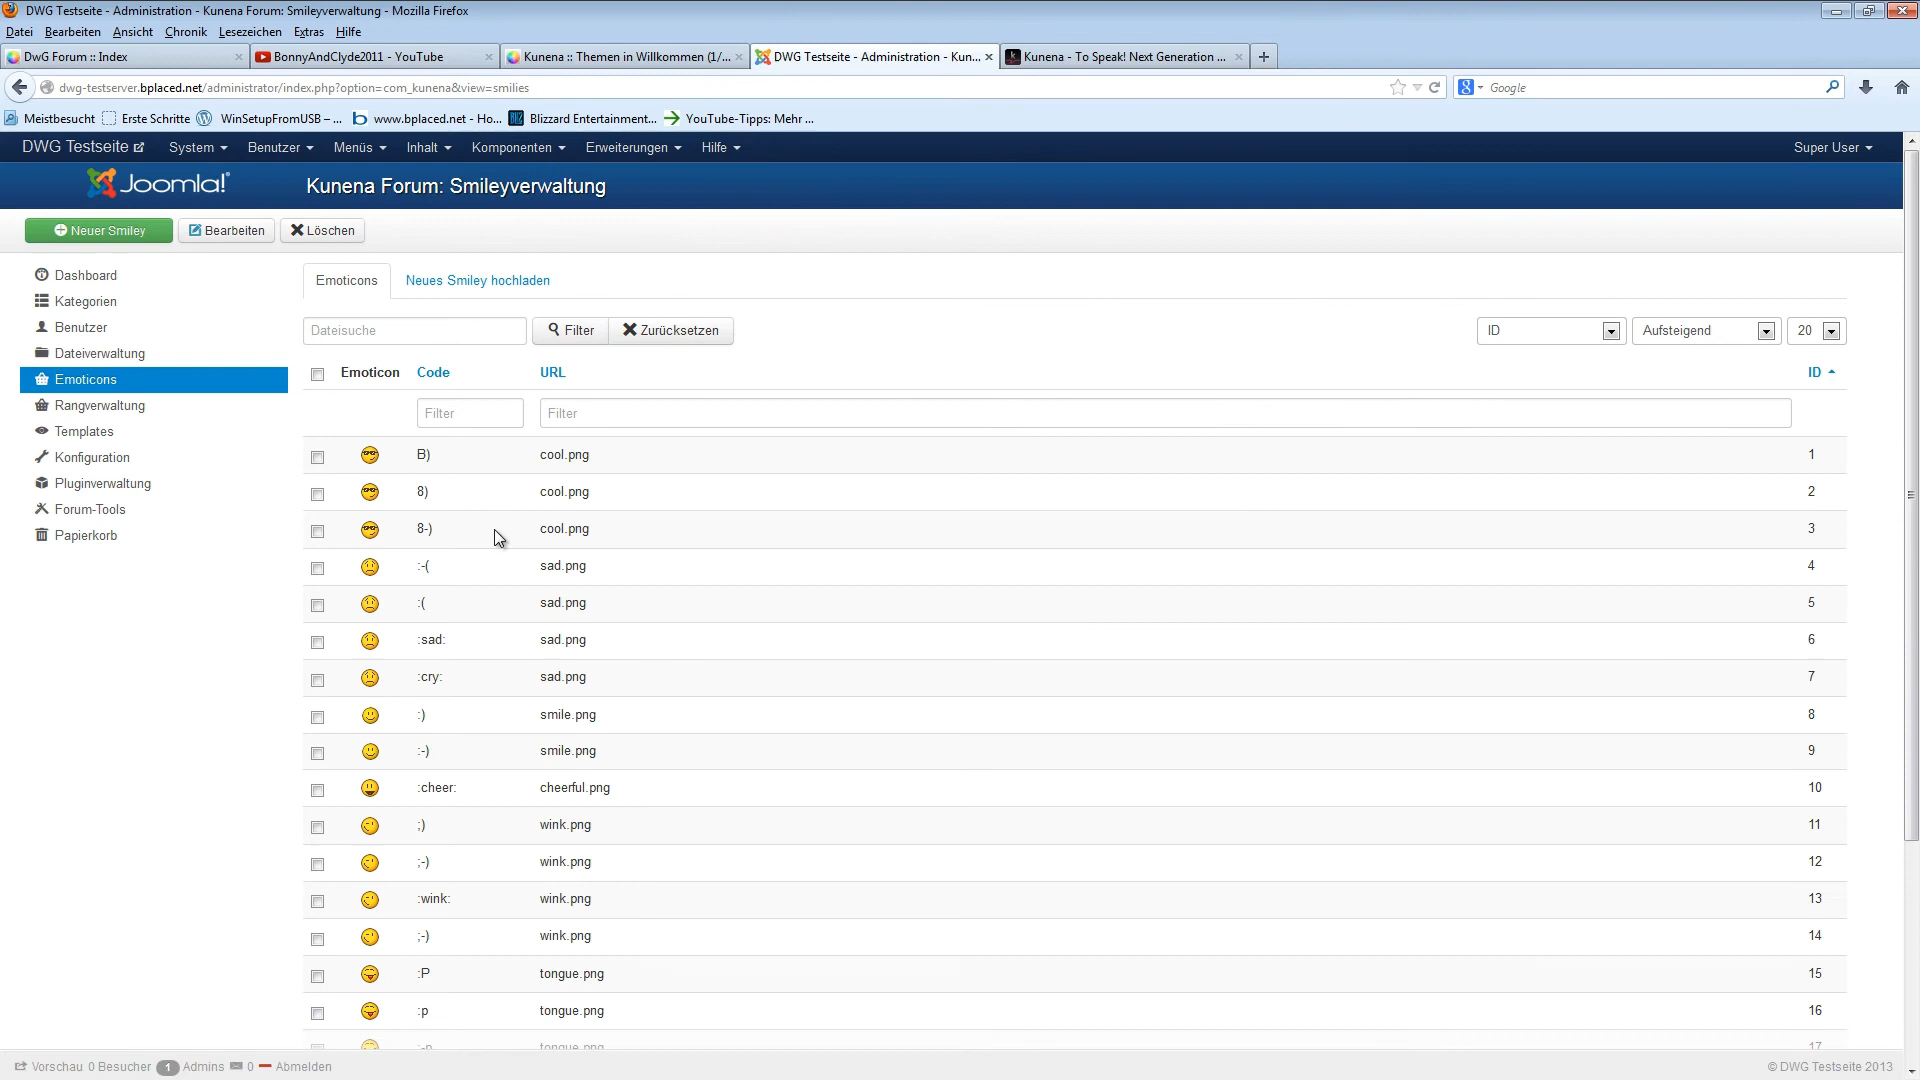 DWG Testseite - Administration - Kunena Forum: Smileyverwaltung - Mozilla Firefox
Datei Bearbeiten Ansicht Chronik Lesezeichen Extras Hilfe
DwG Forum :: Index BonnyAndClyde2011 - YouTube Kunena :: Themen in Willkommen (1/... DWG Testseite - Administration - Kun... Kunena - To Speak! Next Generation ...
dwg-testserver.bplaced.net/administrator/index.php?option=com_kunena&view=smilies Google
Meistbesucht Erste Schritte WinSetupFromUSB – ... www.bplaced.net - Ho... Blizzard Entertainment... YouTube-Tipps: Mehr ...
DWG Testseite System Benutzer Menüs Inhalt Komponenten Erweiterungen Hilfe Super User
Joomla! Kunena Forum: Smileyverwaltung
Neuer Smiley Bearbeiten Löschen
Dashboard
Kategorien
Benutzer
Dateiverwaltung
Emoticons
Rangverwaltung
Templates
Konfiguration
Pluginverwaltung
Forum-Tools
Papierkorb
Emoticons Neues Smiley hochladen
Dateisuche Filter Zurücksetzen ID Aufsteigend 20
Emoticon Code URL ID
Filter Filter
B) cool.png 1
8) cool.png 2
8-) cool.png 3
:-( sad.png 4
:( sad.png 5
:sad: sad.png 6
:cry: sad.png 7
:) smile.png 8
:-) smile.png 9
:cheer: cheerful.png 10
;) wink.png 11
;-) wink.png 12
:wink: wink.png 13
;-) wink.png 14
:P tongue.png 15
:p tongue.png 16
:-p tongue.png 17
Vorschau 0 Besucher 1 Admins 0 Abmelden © DWG Testseite 2013